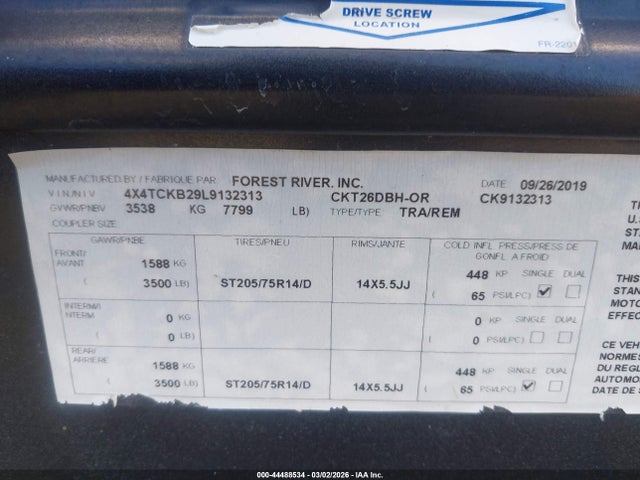 DRIVE SCREW
LOCATION
FR-2201
MANUFACTURED BY / FABRIQUE PAR FOREST RIVER, INC. DATE 09/26/2019
V I N / N I V 4X4TCKB29L9132313 CKT26DBH-OR CK9132313
GVWR/PNBV 3538 KG 7799 LB) TYPE/TYPE TRA/REM
COUPLER SIZE
GAWR/PNBE TIRES/PNEU RIMS/JANTE COLD INFL. PRESS/PRESS DE
GONFL A FROID
FRONT/
AVANT 1588 KG 448 KP SINGLE DUAL
( 3500 LB) ST205/75R14/D 14X5.5JJ ( 65 PSI/LPC)
INTERM/I
NTERM 0 KG 0 KP SINGLE DUAL
( 0 LB) ( 0 PSI/LPC)
REAR/
ARRIÈRE 1588 KG 448 KP SINGLE DUAL
( 3500 LB) ST205/75R14/D 14X5.5JJ ( 65 PSI/LPC)
T
U.S
STA
MAN
THIS
STAN
MOTO
EFFEC
CE VEH
NORMES
DU REGL
AUTOMO
DATE DE
000-44488534 - 03/02/2026 - IAA Inc.